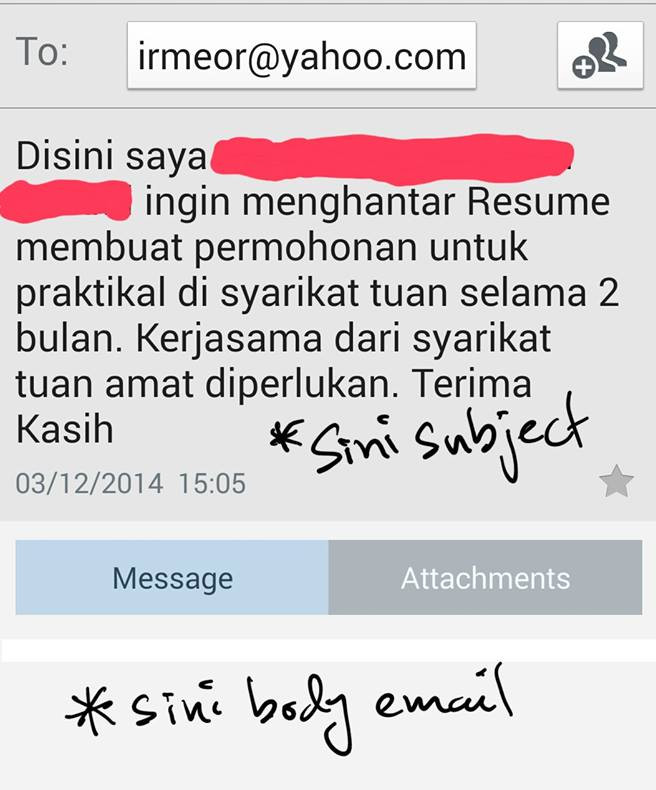 To: irmeor@yahoo.com
Disini saya
ingin menghantar Resume
membuat permohonan untuk
praktikal di syarikat tuan selama 2
bulan. Kerjasama dari syarikat
tuan amat diperlukan. Terima
Kasih
*Sini subject
03/12/2014 15:05
Message Attachments
*sini body email